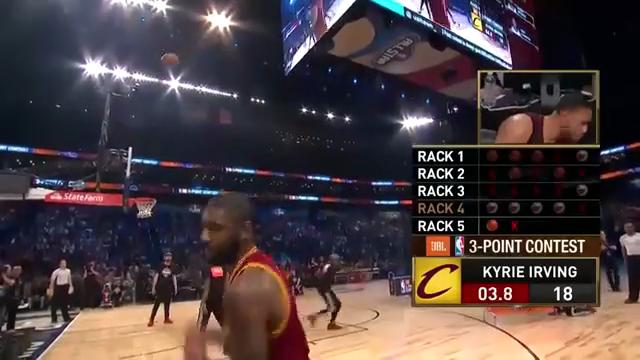 State Farm
RACK 1
RACK 2
RACK 3
RACK 4
RACK 5
JBL 3-POINT CONTEST
C KYRIE IRVING
03.8 18